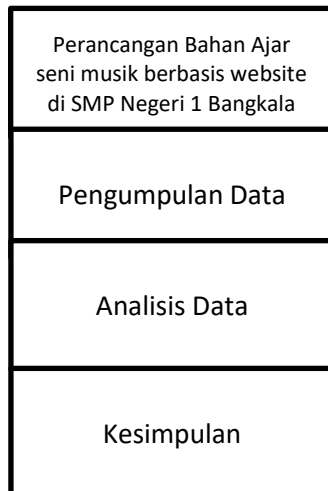 Perancangan Bahan Ajar
seni musik berbasis website
di SMP Negeri 1 Bangkala
Pengumpulan Data
Analisis Data
Kesimpulan